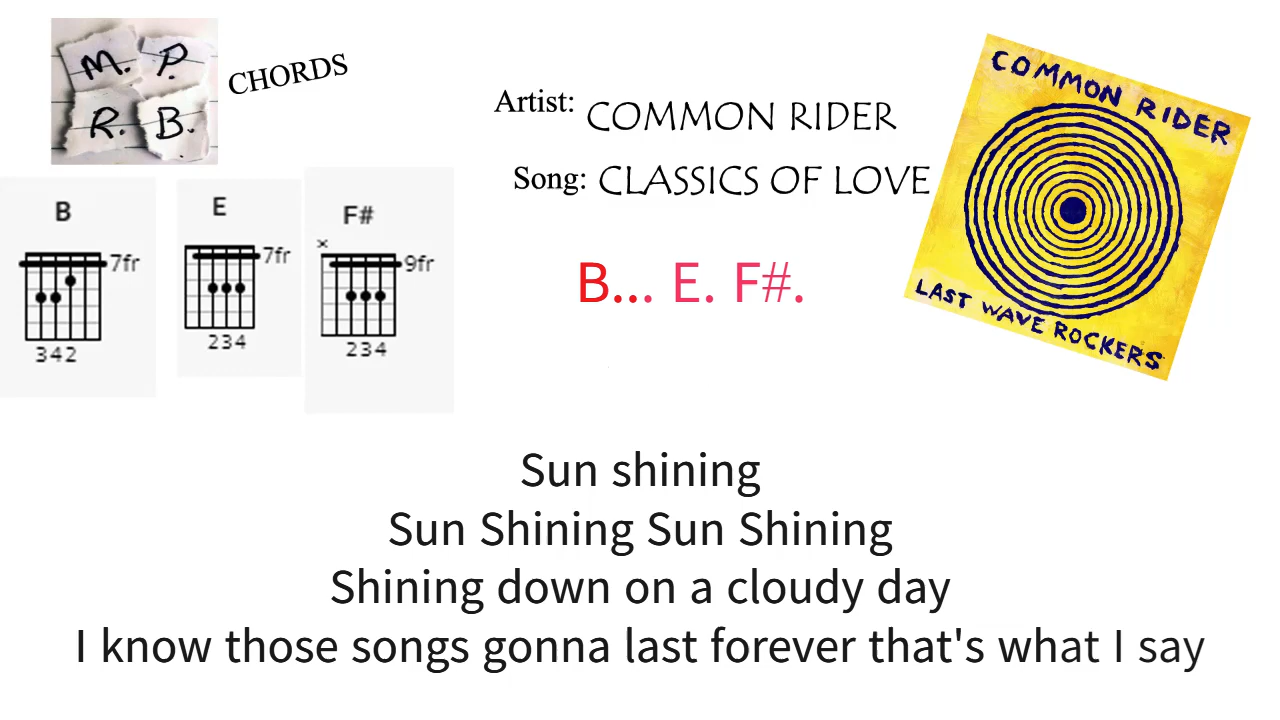 M. P.
R. B.
CHORDS
Artist: COMMON RIDER
Song: CLASSICS OF LOVE
COMMON RIDER
LAST WAVE ROCKERS
B
7fr
342
E
7fr
234
F#
×
9fr
234
B... E. F#.
Sun shining
Sun Shining Sun Shining
Shining down on a cloudy day
I know those songs gonna last forever that's what I say